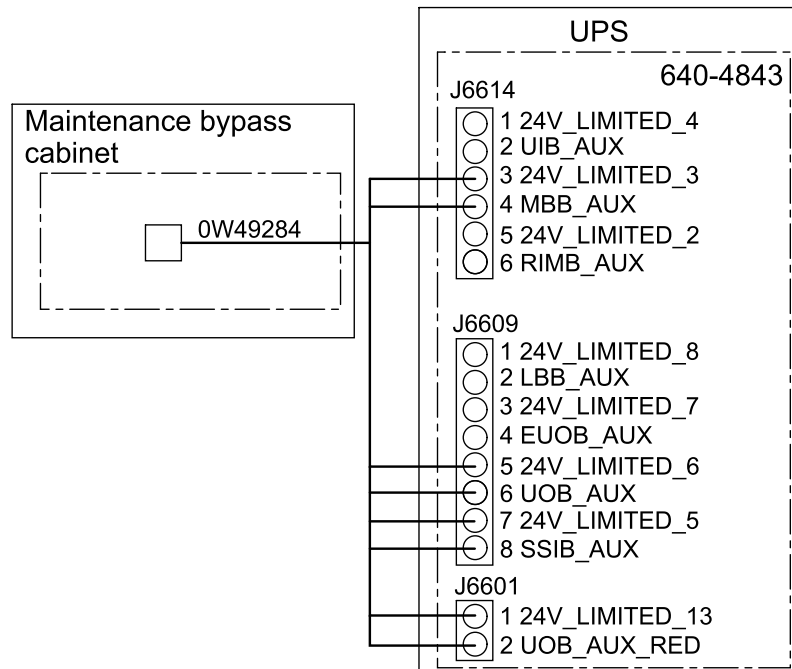 UPS
640-4843
Maintenance bypass
cabinet
0W49284
J6614
1 24V_LIMITED_4
2 UIB_AUX
3 24V_LIMITED_3
4 MBB_AUX
5 24V_LIMITED_2
6 RIMB_AUX
J6609
1 24V_LIMITED_8
2 LBB_AUX
3 24V_LIMITED_7
4 EUOB_AUX
5 24V_LIMITED_6
6 UOB_AUX
7 24V_LIMITED_5
8 SSIB_AUX
J6601
1 24V_LIMITED_13
2 UOB_AUX_RED